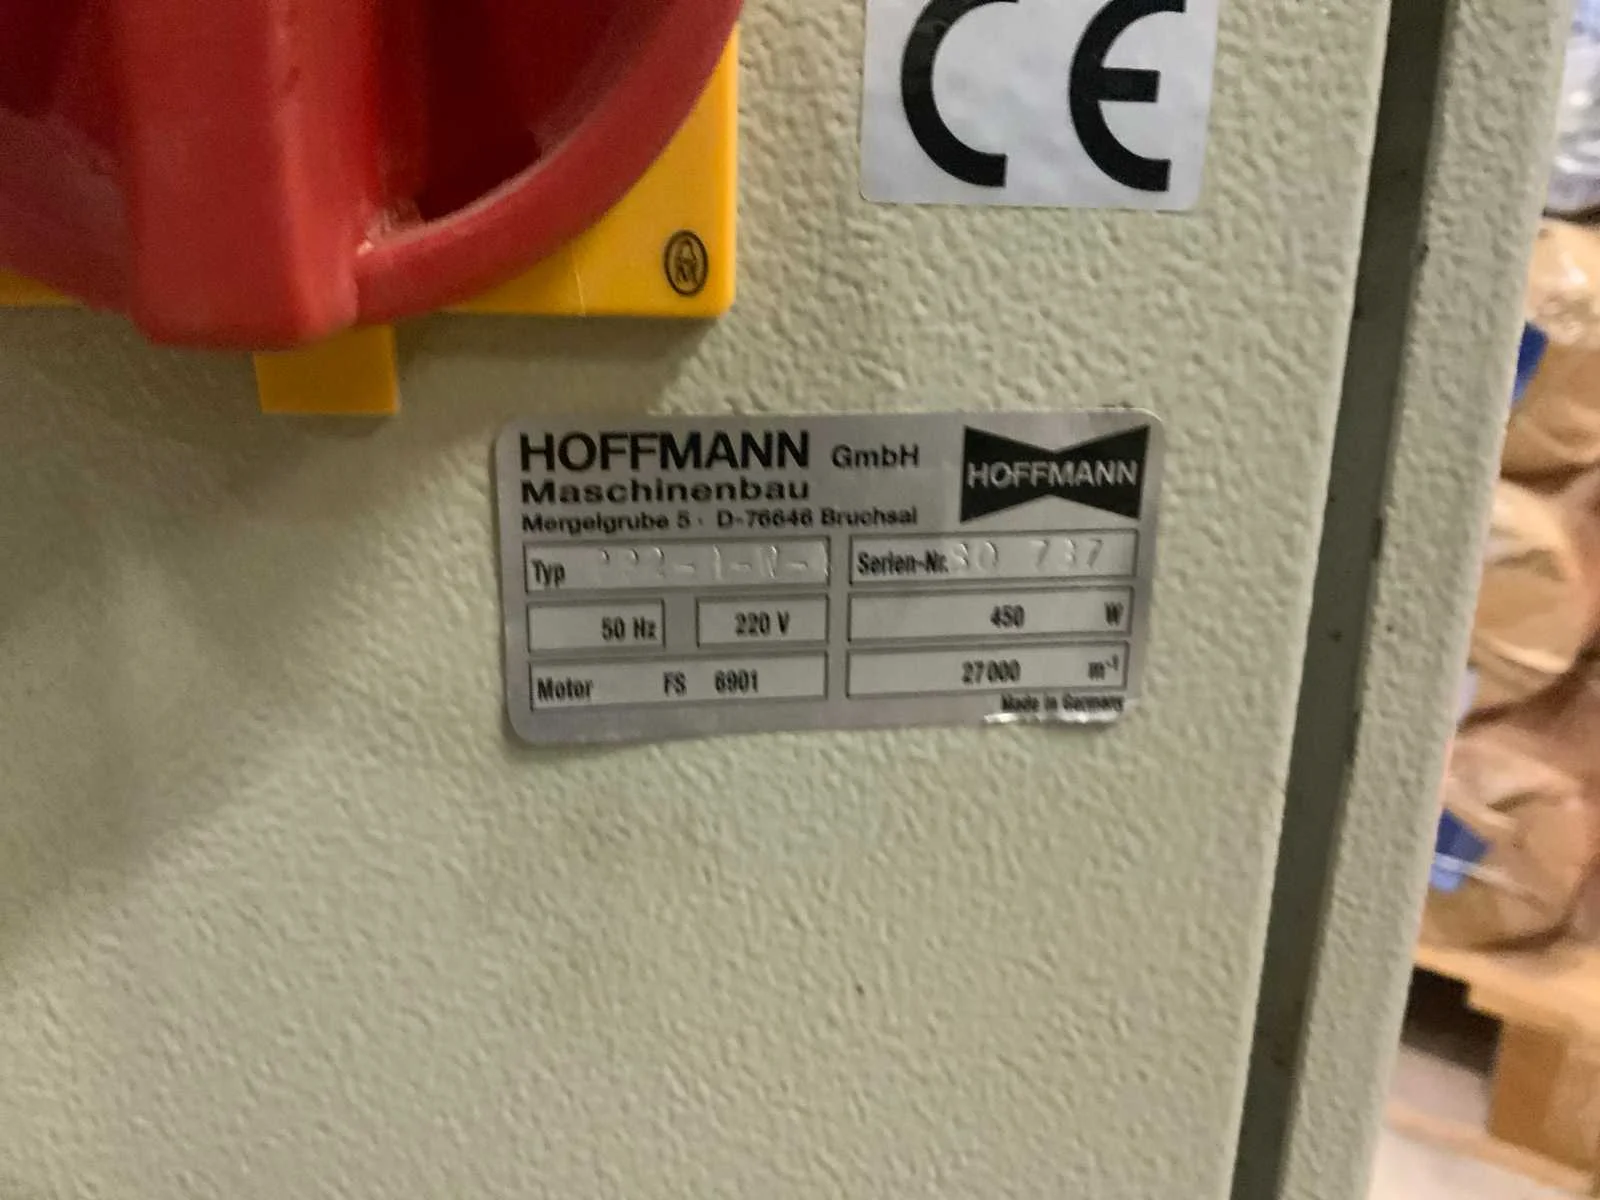 CE
HOFFMANN GmbH
HOFFMANN
Maschinenbau
Mergelgrube 5 · D-76646 Bruchsal
Typ
Serien-Nr.
50 Hz 220 V 450 W
Motor FS 6901 27000 m⁻¹
Made in Germany